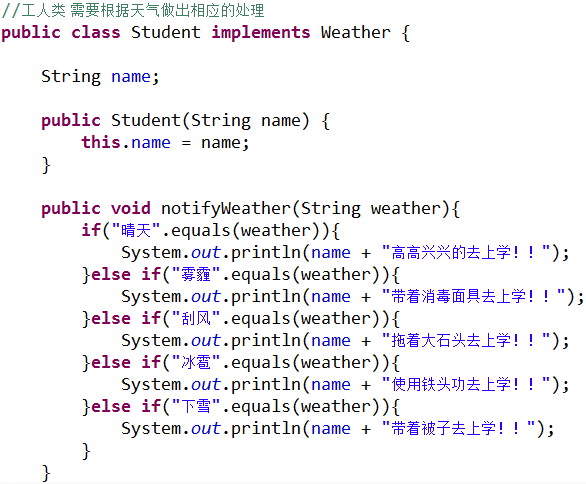 //工人类 需要根据天气做出相应的处理
public class Student implements Weather {
String name;
public Student(String name) {
this.name = name;
}
public void notifyWeather(String weather){
if("晴天".equals(weather)){
System.out.println(name + "高高兴兴的去上学！！");
}else if("雾霾".equals(weather)){
System.out.println(name + "带着消毒面具去上学！！");
}else if("刮风".equals(weather)){
System.out.println(name + "拖着大石头去上学！！");
}else if("冰雹".equals(weather)){
System.out.println(name + "使用铁头功去上学！！");
}else if("下雪".equals(weather)){
System.out.println(name + "带着被子去上学！！");
}
}